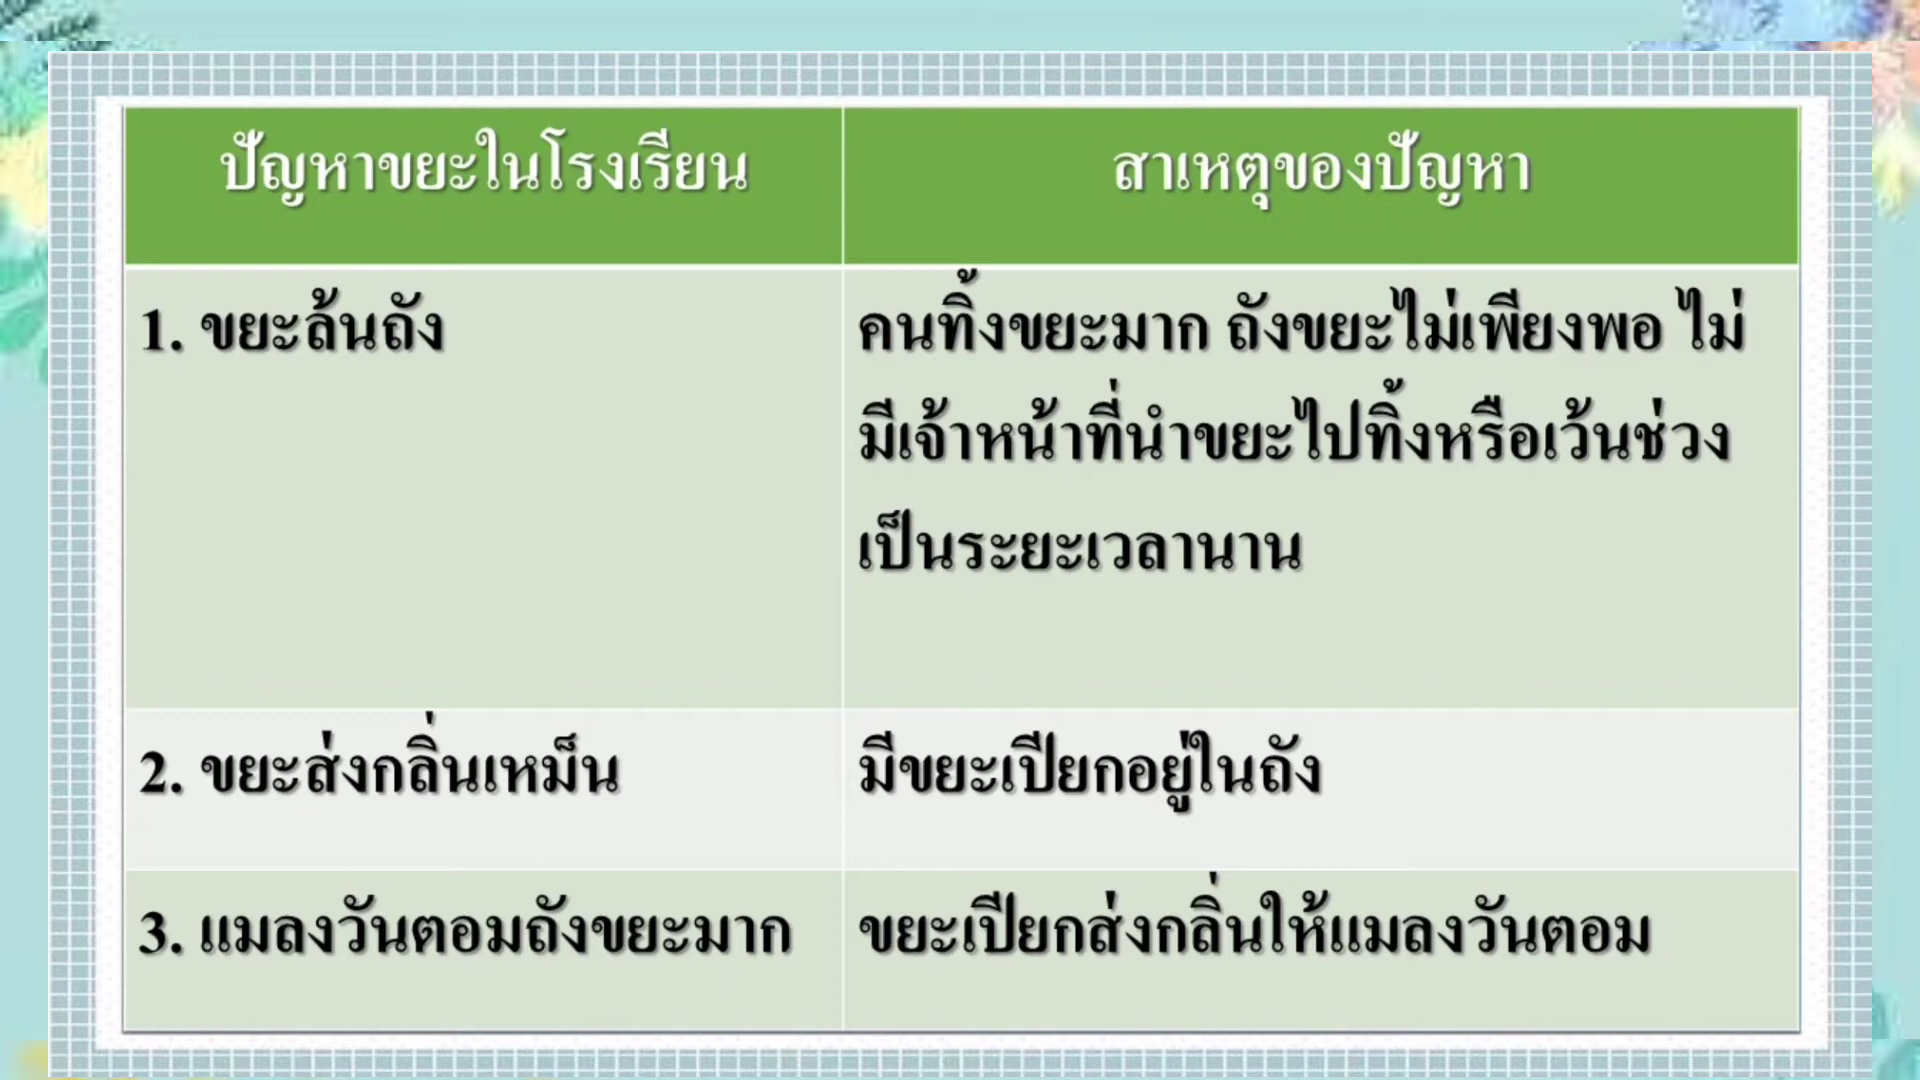 ปัญหาขยะในโรงเรียน
สาเหตุของปัญหา
1. ขยะล้นถัง
คนทิ้งขยะมาก ถังขยะไม่เพียงพอ ไม่
มีเจ้าหน้าที่นำขยะไปทิ้งหรือเว้นช่วง
เป็นระยะเวลานาน
2. ขยะส่งกลิ่นเหม็น
มีขยะเปียกอยู่ในถัง
3. แมลงวันตอมถังขยะมาก
ขยะเปียกส่งกลิ่นให้แมลงวันตอม